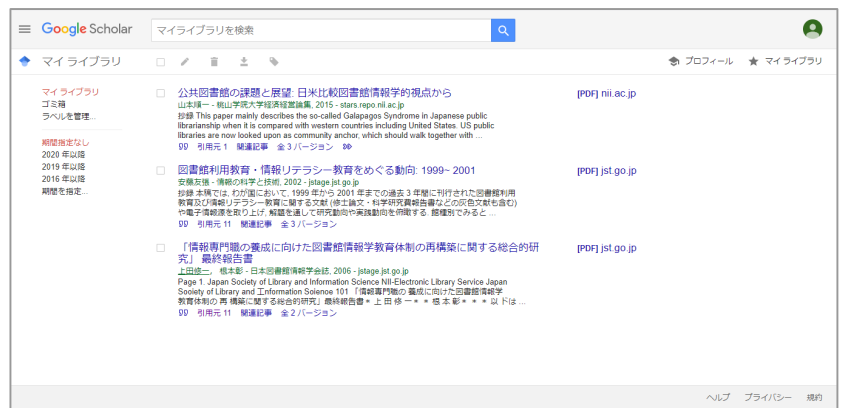 Google Scholar
マイライブラリを検索
マイ ライブラリ
プロフィール
マイ ライブラリ
マイ ライブラリ
ゴミ箱
ラベルを管理...
期間指定なし
2020 年以降
2019 年以降
2016 年以降
期間を指定...
公共図書館の課題と展望: 日米比較図書館情報学的視点から
[PDF] nii.ac.jp
山本順一 - 桃山学院大学経済経営論集, 2015 - stars.repo.nii.ac.jp
抄録 This paper mainly describes the so-called Galapagos Syndrome in Japanese public
librarianship when it is compared with western countries including United States. US public
libraries are now looked upon as community anchor, which should walk together with ...
引用元 1 関連記事 全 3 バージョン
図書館利用教育・情報リテラシー教育をめぐる動向: 1999~ 2001
[PDF] jst.go.jp
安藤友張 - 情報の科学と技術, 2002 - jstage.jst.go.jp
抄録 本稿では, わが国において, 1999 年から 2001 年までの過去 3 年間に刊行された図書館利用
教育及び情報リテラシー教育に関する文献 (修士論文・科学研究費報告書などの灰色文献も含む)
や電子情報源を取り上げ, 解題を通して研究動向や実践動向を俯瞰する. 館種別でみると ...
引用元 11 関連記事 全 3 バージョン
「情報専門職の養成に向けた図書館情報学教育体制の再構築に関する総合的研
究」 最終報告書
[PDF] jst.go.jp
上田修一, 根本彰 - 日本図書館情報学会誌, 2006 - jstage.jst.go.jp
Page 1. Japan Society of Library and Information Science NII-Electronic Library Service Japan
Society of Library and Information Soienoe 101 「情報専門職の 養成に向けた図書館情報学
教育体制の 再 構築に関する総合的研究」最終報告書＊ 上 田 修 一＊ ＊ 根 本 彰＊ ＊ ＊ 以 ドは ...
引用元 11 関連記事 全 2 バージョン
ヘルプ プライバシー 規約